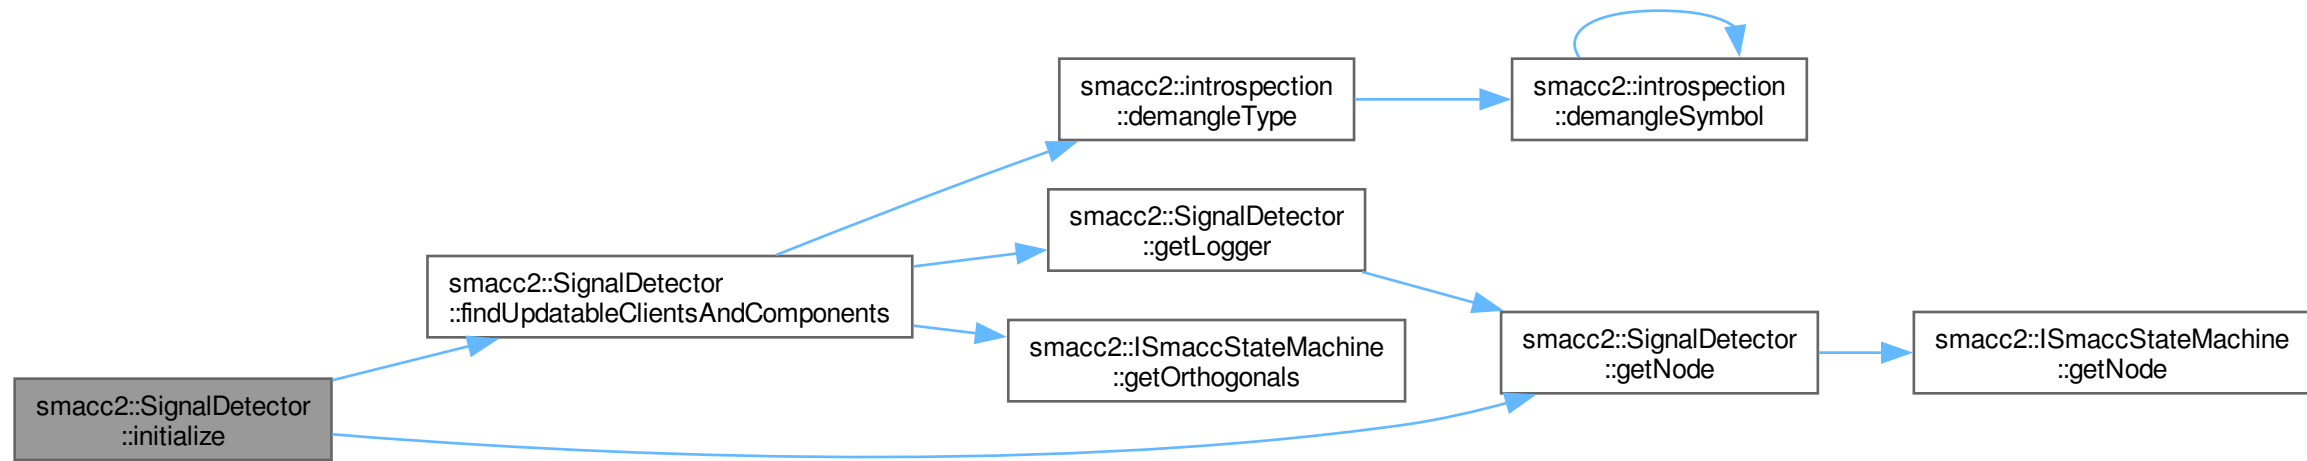 smacc2::introspection
::demangleType
smacc2::introspection
::demangleSymbol
smacc2::SignalDetector
::getLogger
smacc2::SignalDetector
::findUpdatableClientsAndComponents
smacc2::ISmaccStateMachine
::getOrthogonals
smacc2::SignalDetector
::getNode
smacc2::ISmaccStateMachine
::getNode
smacc2::SignalDetector
::initialize